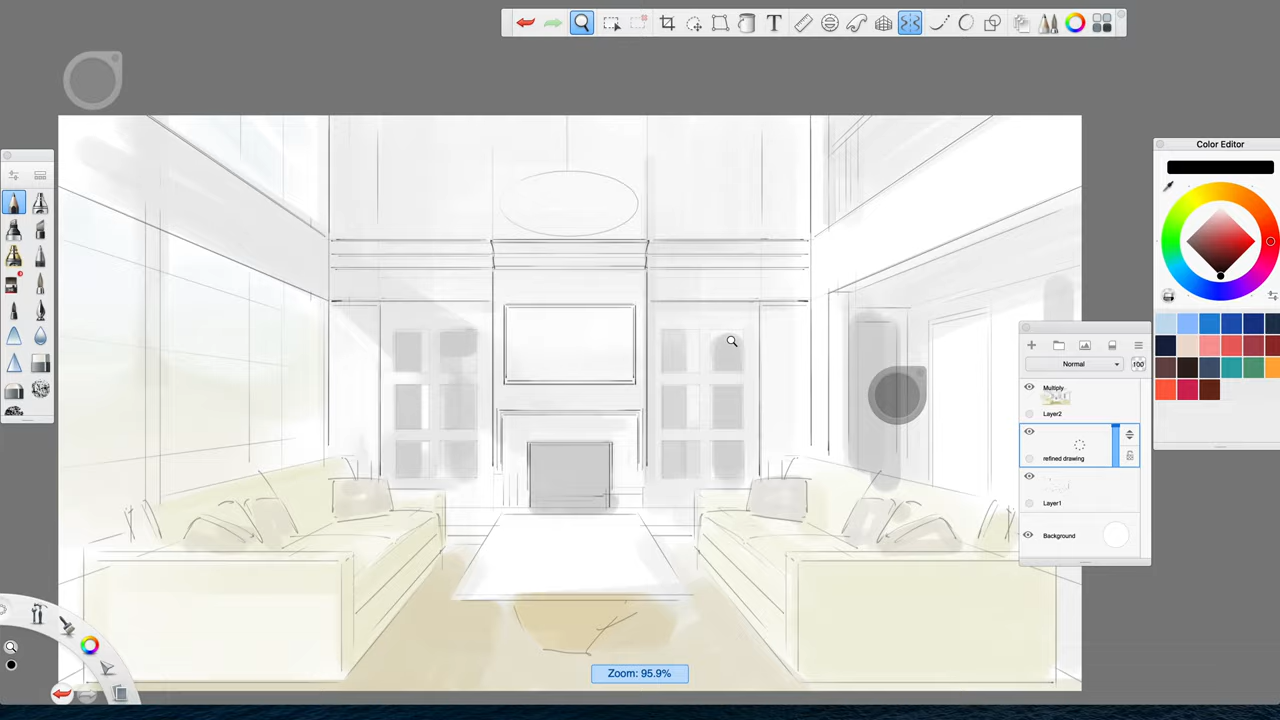 T
Color Editor
Normal
100
Multiply
Layer2
refined drawing
Layer1
Background
Zoom: 95.9%